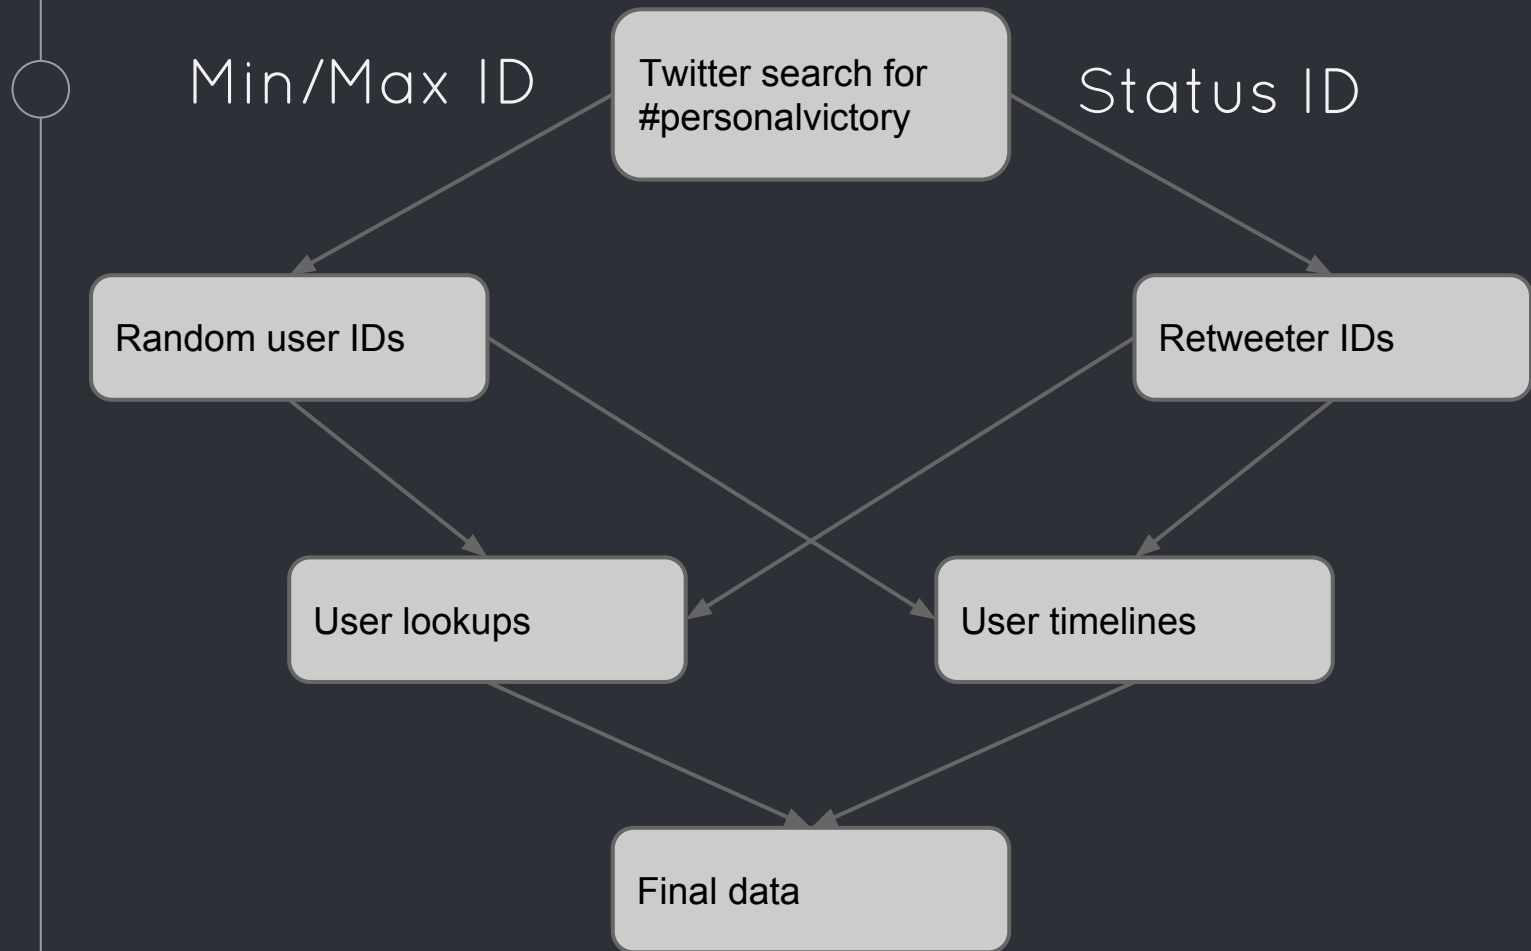 Min/Max ID
Twitter search for
#personalvictory
Status ID
Random user IDs
Retweeter IDs
User lookups
User timelines
Final data